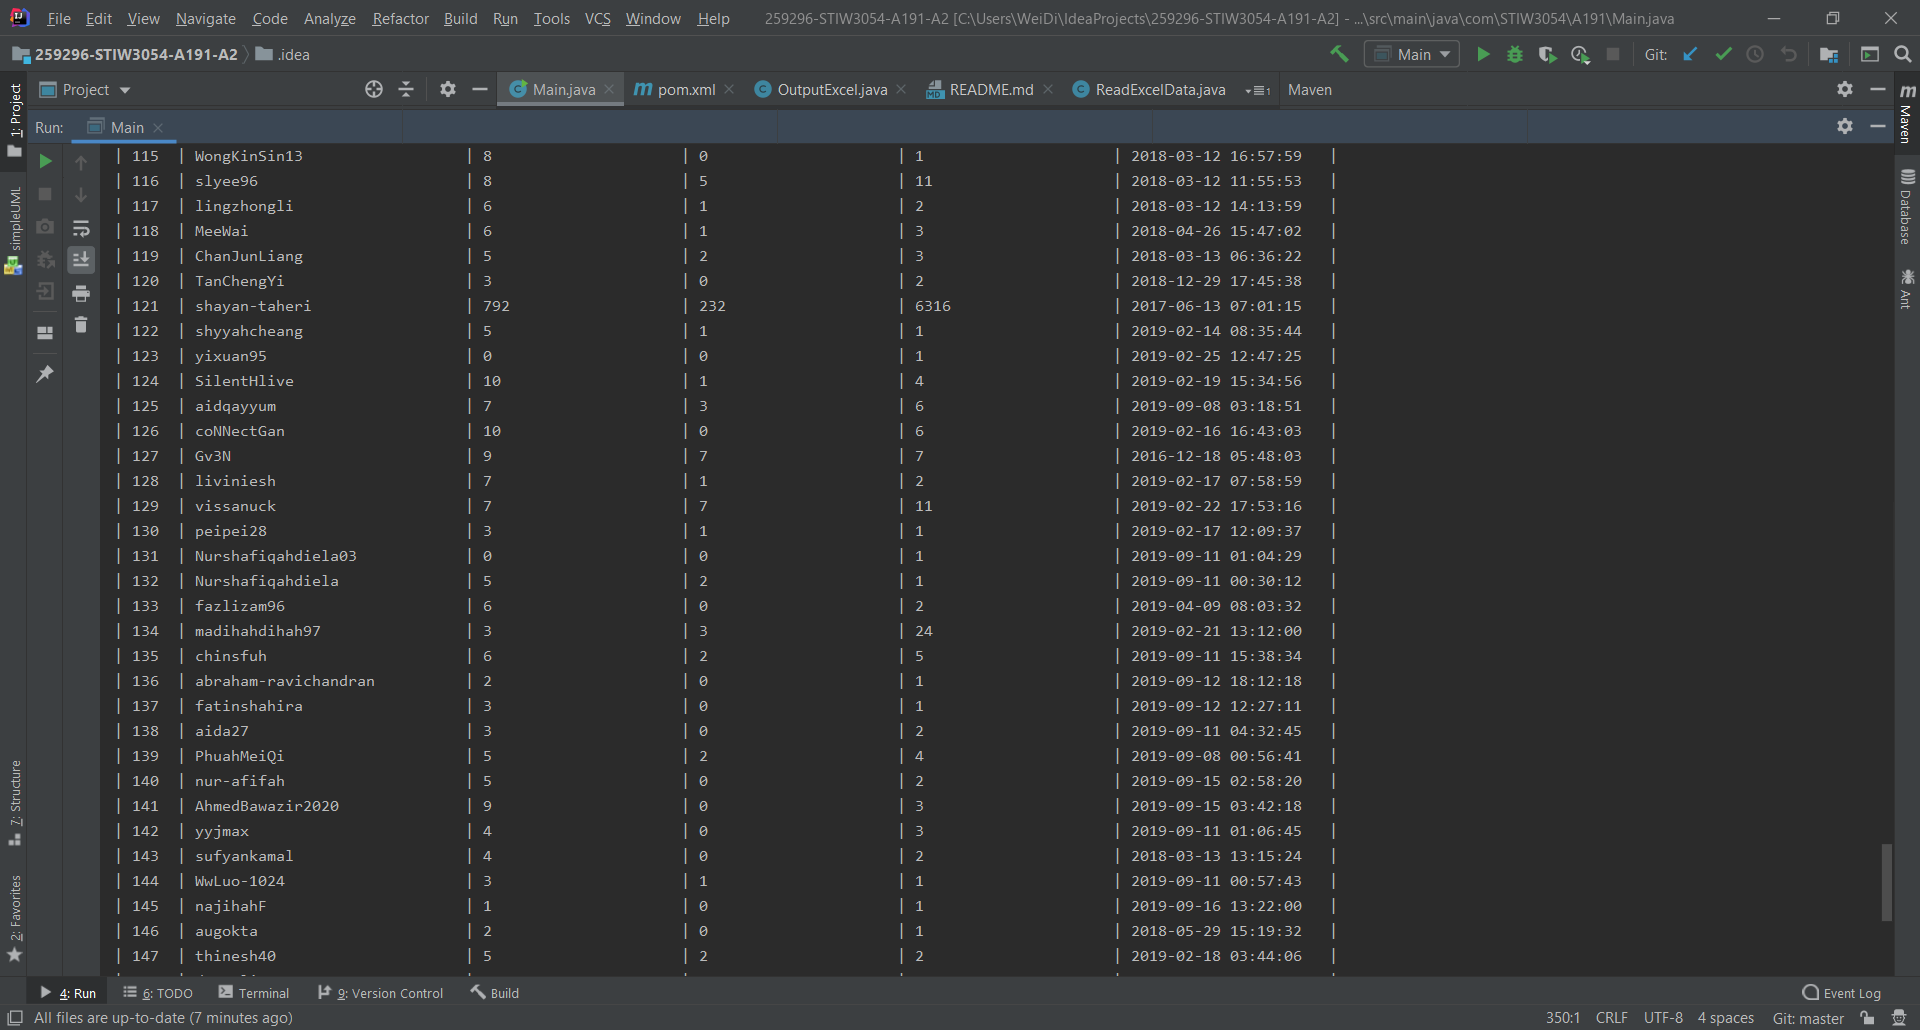 File Edit View Navigate Code Analyze Refactor Build Run Tools VCS Window Help 259296-STIW3054-A191-A2 [C:\Users\WeiDi\IdeaProjects\259296-STIW3054-A191-A2] - ...\src\main\java\com\STIW3054\A191\Main.java
259296-STIW3054-A191-A2 .idea Main Git:
Project Main.java pom.xml OutputExcel.java README.md ReadExcelData.java Maven
Run: Main
| 115 | WongKinSin13 | 8 | 0 | 1 | 2018-03-12 16:57:59 |
| 116 | slyee96 | 8 | 5 | 11 | 2018-03-12 11:55:53 |
| 117 | lingzhongli | 6 | 1 | 2 | 2018-03-12 14:13:59 |
| 118 | MeeWai | 6 | 1 | 3 | 2018-04-26 15:47:02 |
| 119 | ChanJunLiang | 5 | 2 | 3 | 2018-03-13 06:36:22 |
| 120 | TanChengYi | 3 | 0 | 2 | 2018-12-29 17:45:38 |
| 121 | shayan-taheri | 792 | 232 | 6316 | 2017-06-13 07:01:15 |
| 122 | shyyahcheang | 5 | 1 | 1 | 2019-02-14 08:35:44 |
| 123 | yixuan95 | 0 | 0 | 1 | 2019-02-25 12:47:25 |
| 124 | SilentHlive | 10 | 1 | 4 | 2019-02-19 15:34:56 |
| 125 | aidqayyum | 7 | 3 | 6 | 2019-09-08 03:18:51 |
| 126 | coNNectGan | 10 | 0 | 6 | 2019-02-16 16:43:03 |
| 127 | Gv3N | 9 | 7 | 7 | 2016-12-18 05:48:03 |
| 128 | liviniesh | 7 | 1 | 2 | 2019-02-17 07:58:59 |
| 129 | vissanuck | 7 | 7 | 11 | 2019-02-22 17:53:16 |
| 130 | peipei28 | 3 | 1 | 1 | 2019-02-17 12:09:37 |
| 131 | Nurshafiqahdiela03 | 0 | 0 | 1 | 2019-09-11 01:04:29 |
| 132 | Nurshafiqahdiela | 5 | 2 | 1 | 2019-09-11 00:30:12 |
| 133 | fazlizam96 | 6 | 0 | 2 | 2019-04-09 08:03:32 |
| 134 | madihahdihah97 | 3 | 3 | 24 | 2019-02-21 13:12:00 |
| 135 | chinsfuh | 6 | 2 | 5 | 2019-09-11 15:38:34 |
| 136 | abraham-ravichandran | 2 | 0 | 1 | 2019-09-12 18:12:18 |
| 137 | fatinshahira | 3 | 0 | 1 | 2019-09-12 12:27:11 |
| 138 | aida27 | 3 | 0 | 2 | 2019-09-11 04:32:45 |
| 139 | PhuahMeiQi | 5 | 2 | 4 | 2019-09-08 00:56:41 |
| 140 | nur-afifah | 5 | 0 | 2 | 2019-09-15 02:58:20 |
| 141 | AhmedBawazir2020 | 9 | 0 | 3 | 2019-09-15 03:42:18 |
| 142 | yyjmax | 4 | 0 | 3 | 2019-09-11 01:06:45 |
| 143 | sufyankamal | 4 | 0 | 2 | 2018-03-13 13:15:24 |
| 144 | WwLuo-1024 | 3 | 1 | 1 | 2019-09-11 00:57:43 |
| 145 | najihahF | 1 | 0 | 1 | 2019-09-16 13:22:00 |
| 146 | augokta | 2 | 0 | 1 | 2018-05-29 15:19:32 |
| 147 | thinesh40 | 5 | 2 | 2 | 2019-02-18 03:44:06 |
1: Project
simpleUML
7: Structure
2: Favorites
Maven
Database
Ant
4: Run 6: TODO Terminal 9: Version Control Build Event Log
All files are up-to-date (7 minutes ago) 350:1 CRLF UTF-8 4 spaces Git: master